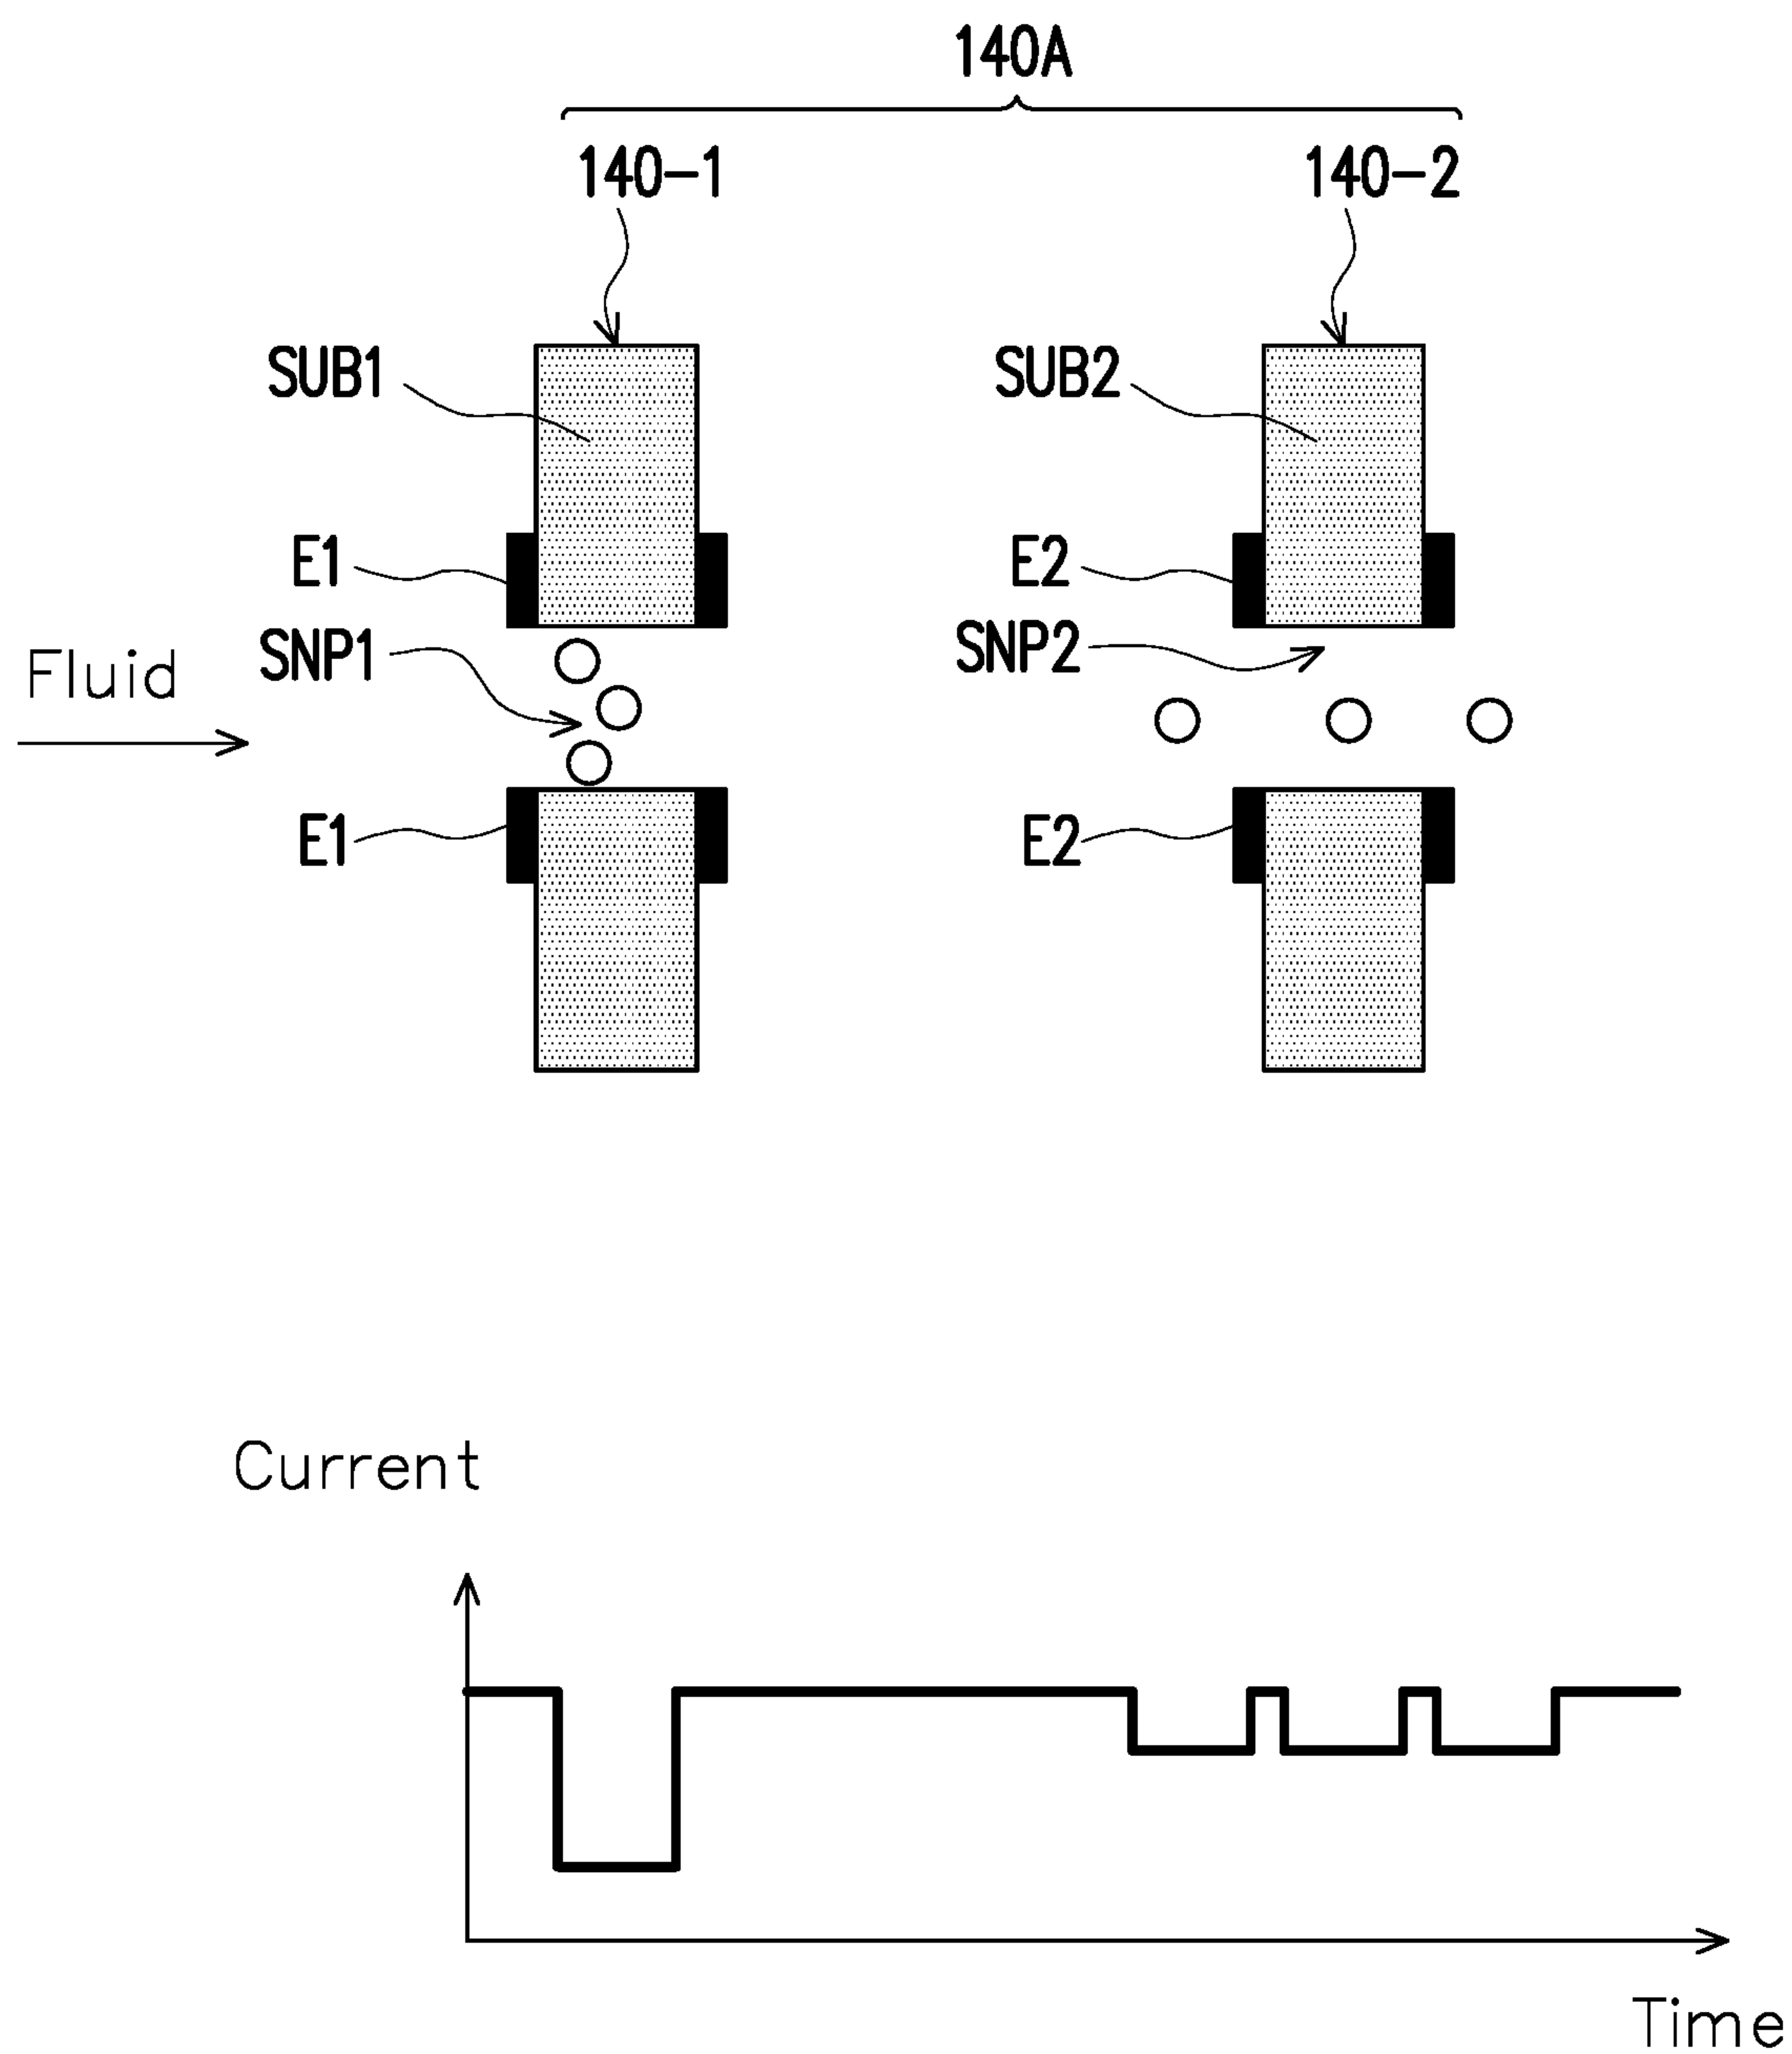 140A
140-1
140-2
SUB1
SUB2
E1
E2
SNP1
SNP2
Fluid
E1
E2
Current
Time